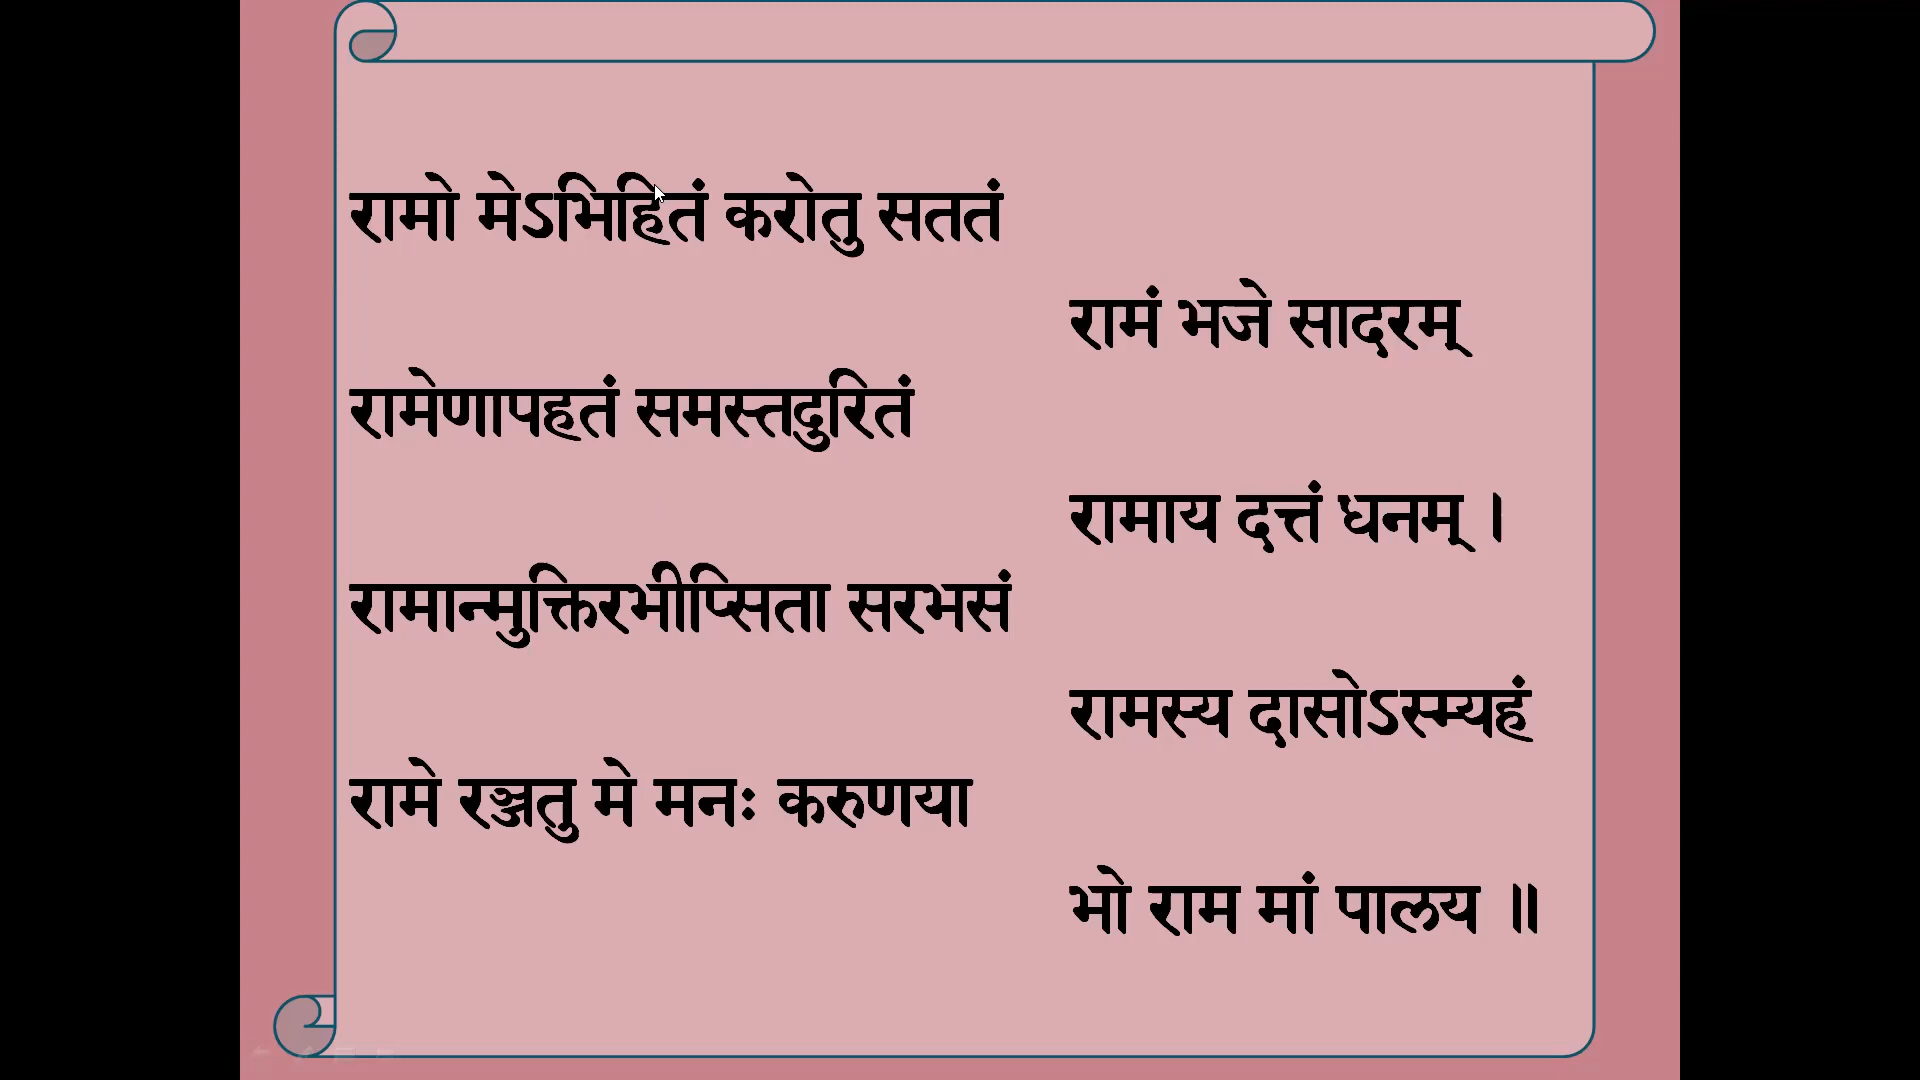 रामो मेऽभिहितं करोतु सततं
रामं भजे सादरम्
रामेणापहतं समस्तदुरितं
रामाय दत्तं धनम् ।
रामान्मुक्तिरभीप्सिता सरभसं
रामस्य दासोऽस्म्यहं
रामे रञ्जतु मे मनः करुणया
भो राम मां पालय ॥